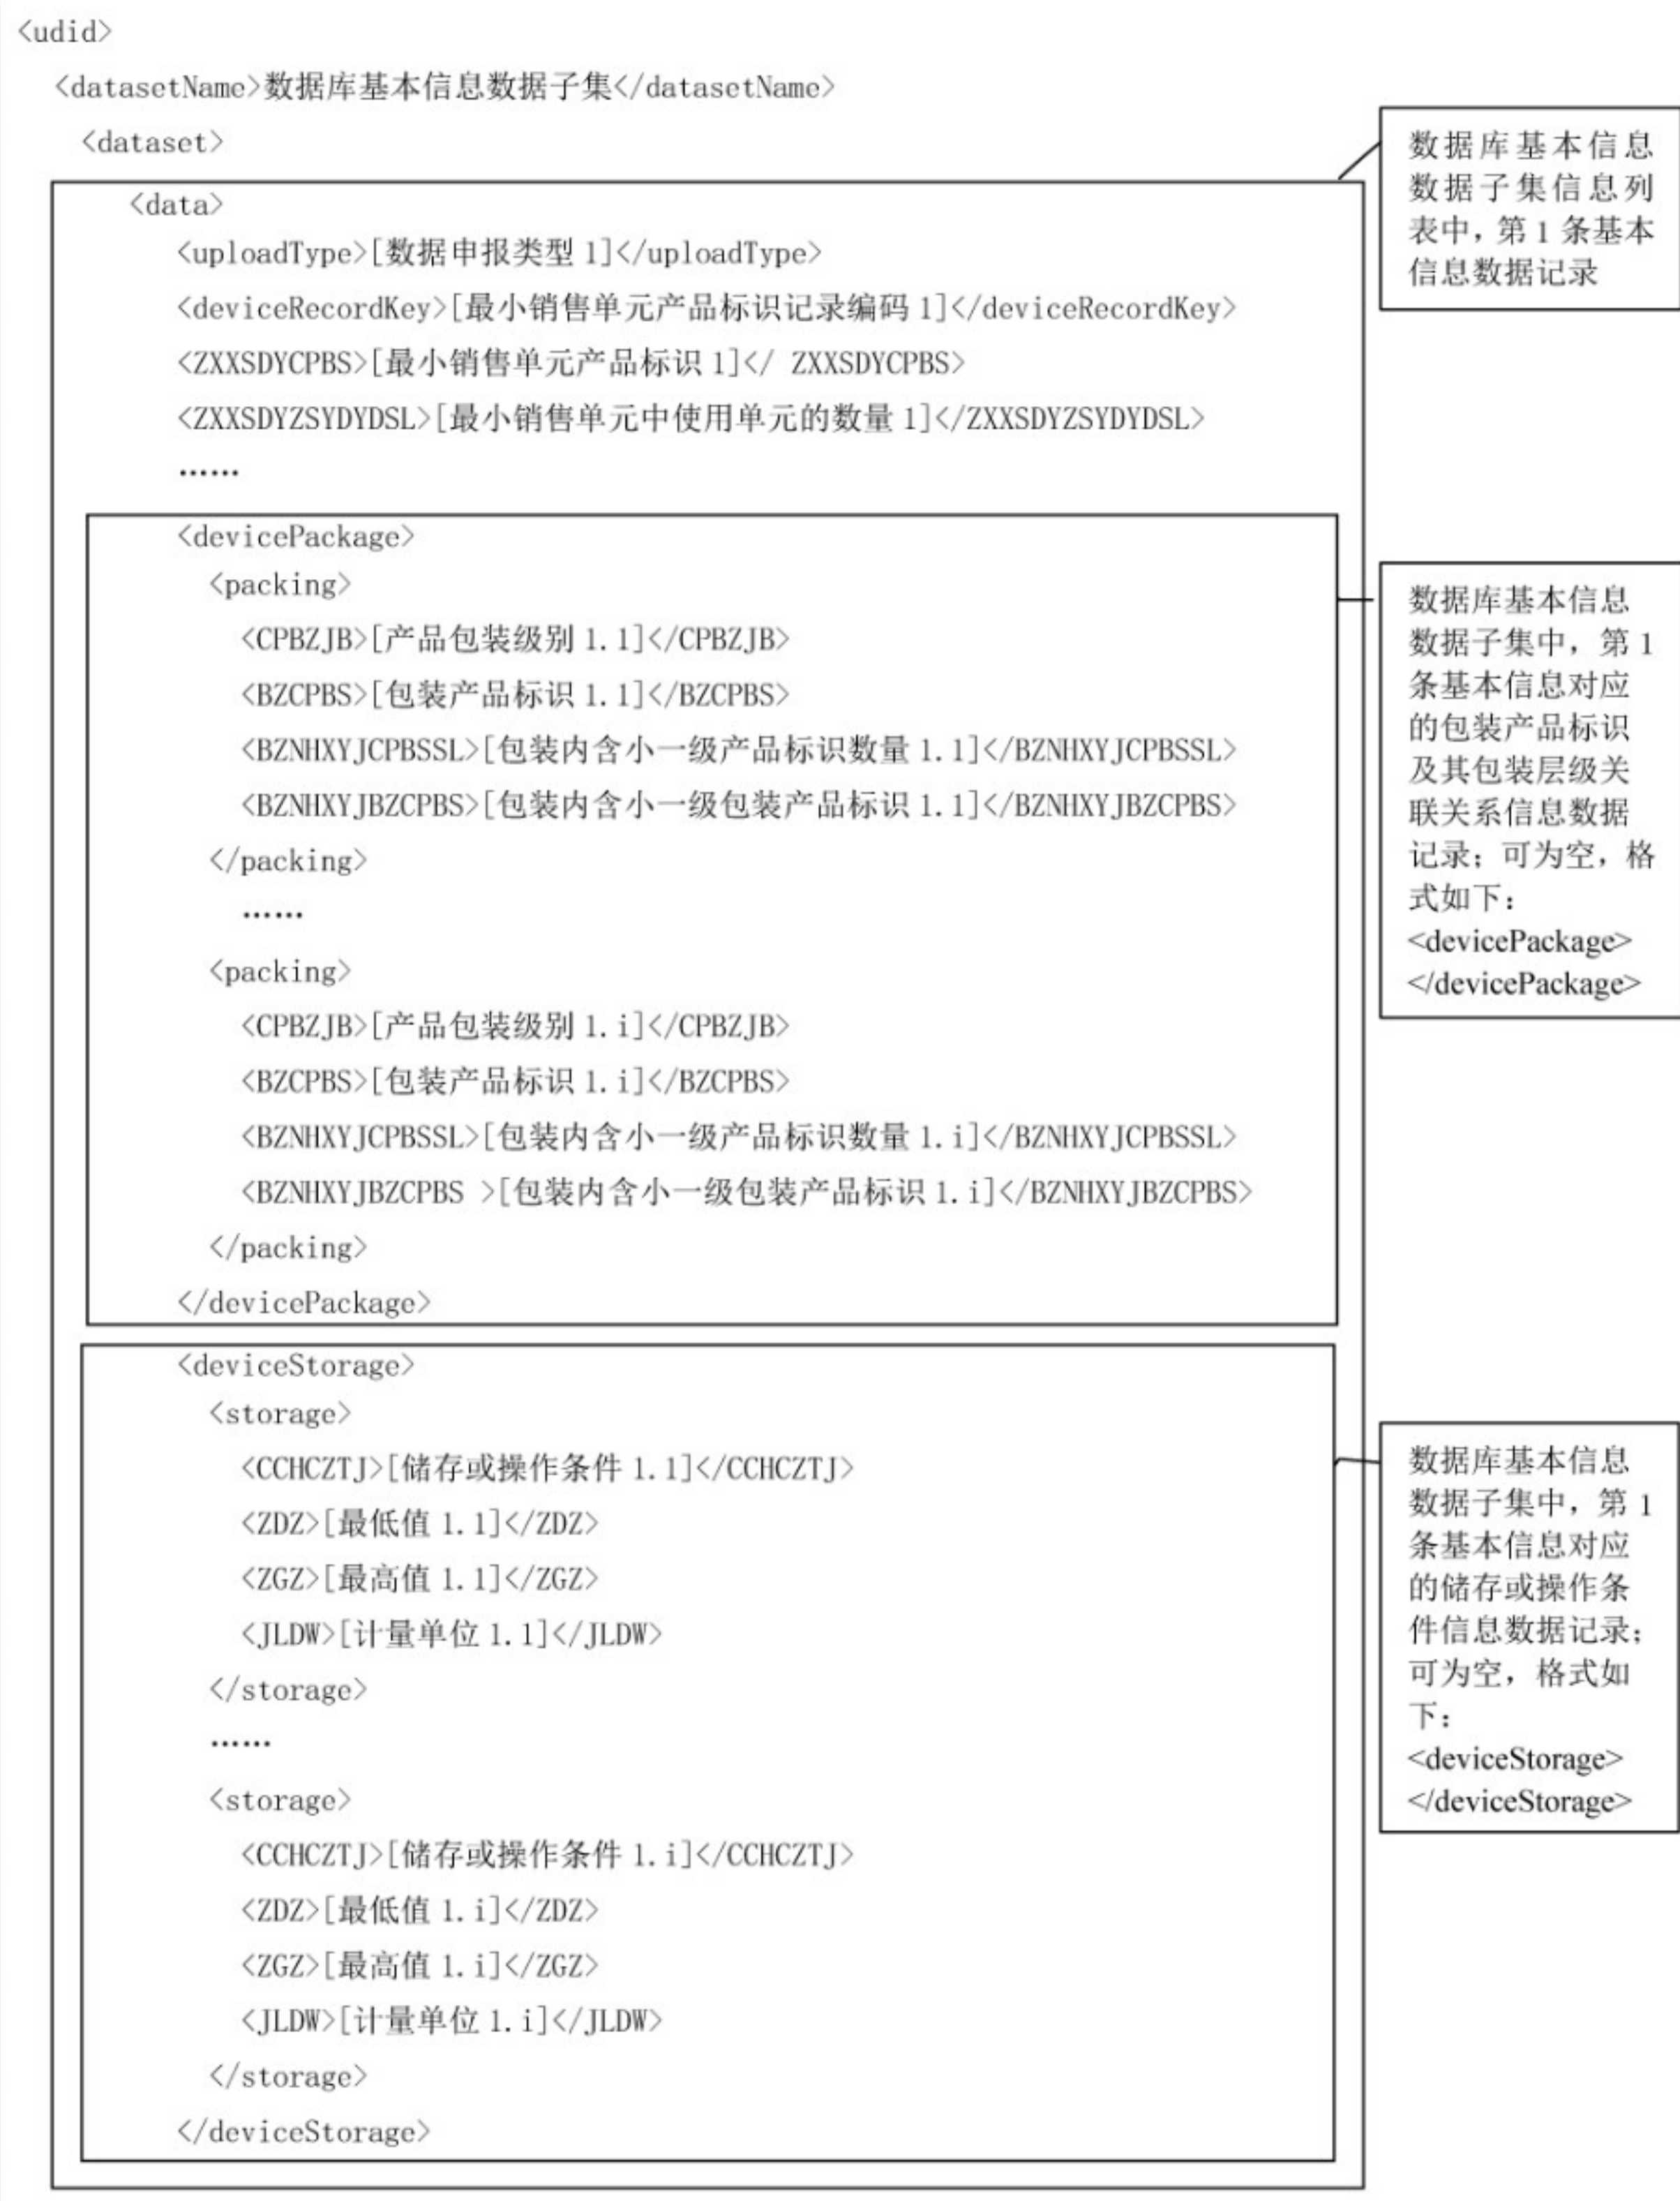 <udid>
<datasetName>数据库基本信息数据子集</datasetName>
<dataset>
<data>
<uploadType>[数据申报类型 1]</uploadType>
<deviceRecordKey>[最小销售单元产品标识记录编码 1]</deviceRecordKey>
<ZXXSDYCPBS>[最小销售单元产品标识 1]</ ZXXSDYCPBS>
<ZXXSDYZSYDYDSL>[最小销售单元中使用单元的数量 1]</ZXXSDYZSYDYDSL>
……
<devicePackage>
<packing>
<CPBZJB>[产品包装级别 1.1]</CPBZJB>
<BZCPBS>[包装产品标识 1.1]</BZCPBS>
<BZNHXYJCPBSSL>[包装内含小一级产品标识数量 1.1]</BZNHXYJCPBSSL>
<BZNHXYJBZCPBS>[包装内含小一级包装产品标识 1.1]</BZNHXYJBZCPBS>
</packing>
……
<packing>
<CPBZJB>[产品包装级别 1.i]</CPBZJB>
<BZCPBS>[包装产品标识 1.i]</BZCPBS>
<BZNHXYJCPBSSL>[包装内含小一级产品标识数量 1.i]</BZNHXYJCPBSSL>
<BZNHXYJBZCPBS >[包装内含小一级包装产品标识 1.i]</BZNHXYJBZCPBS>
</packing>
</devicePackage>
<deviceStorage>
<storage>
<CCHCZTJ>[储存或操作条件 1.1]</CCHCZTJ>
<ZDZ>[最低值 1.1]</ZDZ>
<ZGZ>[最高值 1.1]</ZGZ>
<JLDW>[计量单位 1.1]</JLDW>
</storage>
……
<storage>
<CCHCZTJ>[储存或操作条件 1.i]</CCHCZTJ>
<ZDZ>[最低值 1.i]</ZDZ>
<ZGZ>[最高值 1.i]</ZGZ>
<JLDW>[计量单位 1.i]</JLDW>
</storage>
</deviceStorage>
数据库基本信息
数据子集信息列
表中，第 1 条基本
信息数据记录
数据库基本信息
数据子集中，第 1
条基本信息对应
的包装产品标识
及其包装层级关
联关系信息数据
记录；可为空，格
式如下：
<devicePackage>
</devicePackage>
数据库基本信息
数据子集中，第 1
条基本信息对应
的储存或操作条
件信息数据记录；
可为空，格式如
下：
<deviceStorage>
</deviceStorage>